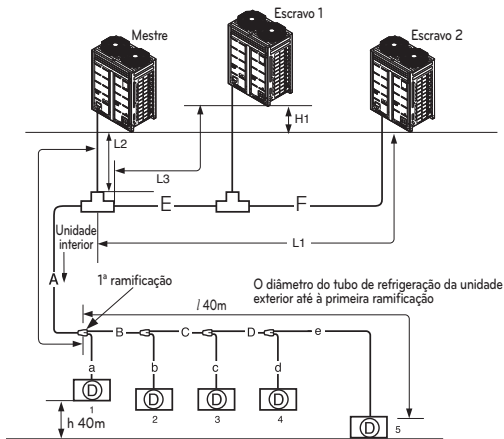 Escravo 1
Mestre
Escravo 2
H1
L2
L3
E
F
Unidade
interior
L1
A
1ª ramificação
O diâmetro do tubo de refrigeração da unidade
exterior até à primeira ramificação
l 40m
B
C
D
e
a
b
c
d
D
D
D
D
D
1
2
3
4
5
h 40m